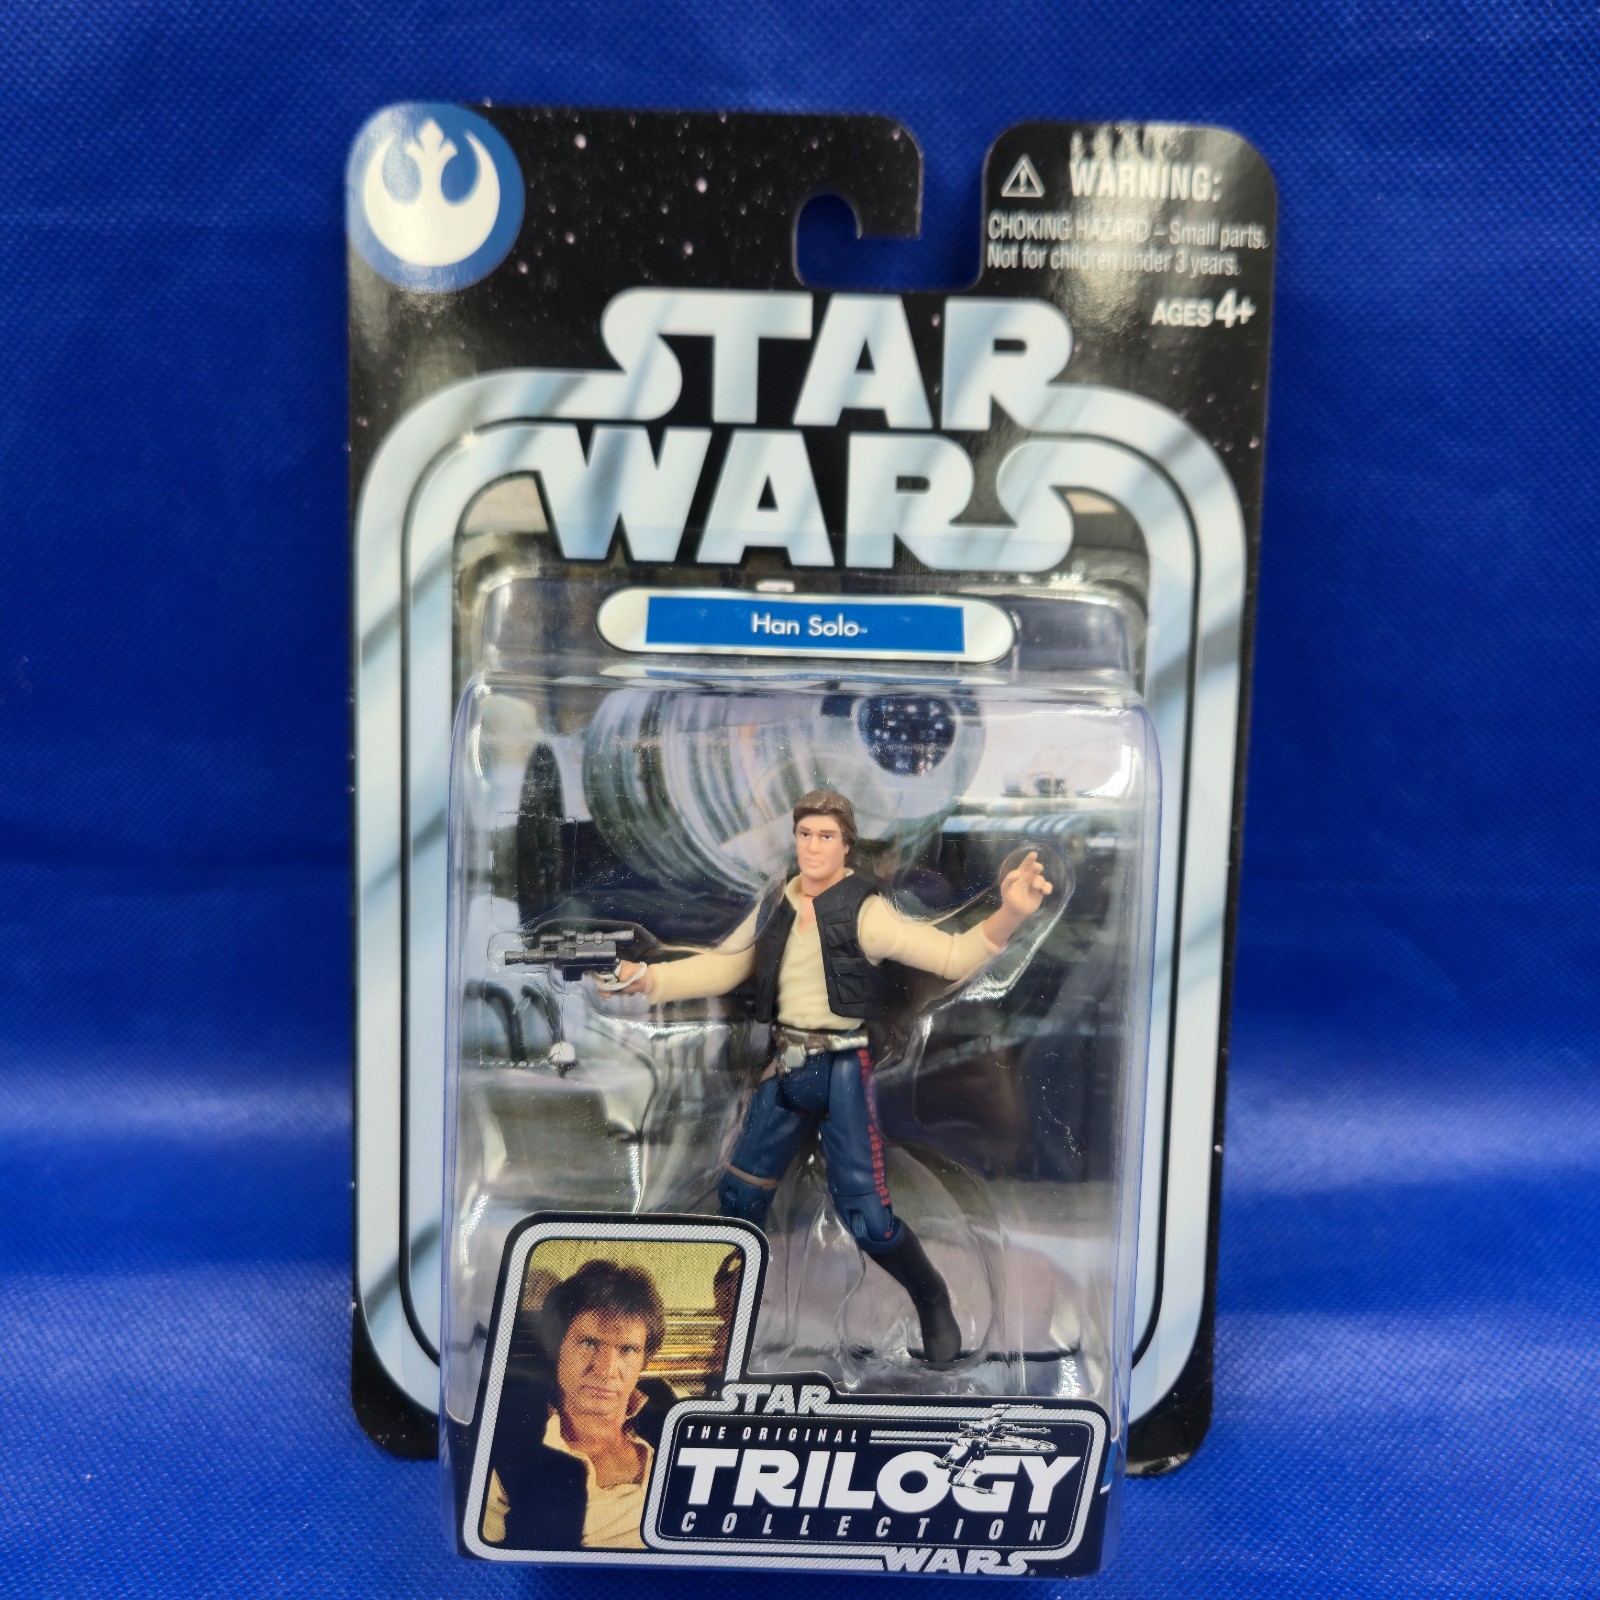 WARNING:
CHOKING HAZARD – Small parts.
Not for children under 3 years.
AGES 4+
STAR
WARS
Han Solo™
STAR
THE ORIGINAL
TRILOGY
COLLECTION
WARS®